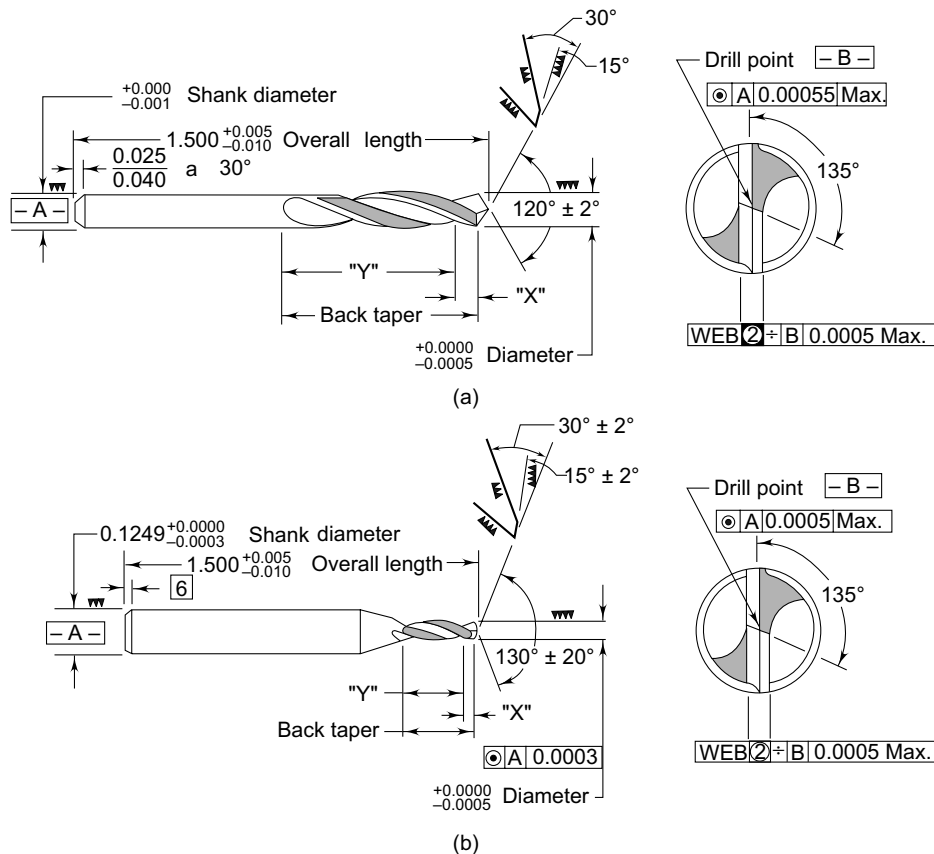 30°
15°
Drill point – B –
A 0.00055 Max.
135°
+0.000
–0.001 Shank diameter
1.500 +0.005
–0.010 Overall length
0.025
0.040 a 30°
– A –
120° ± 2°
"Y"
"X"
Back taper
+0.0000
–0.0005 Diameter
WEB 2 ÷ B 0.0005 Max.
(a)
30° ± 2°
15° ± 2°
Drill point – B –
A 0.0005 Max.
135°
0.1249 +0.0000
–0.0003 Shank diameter
1.500 +0.005
–0.010 Overall length
6
– A –
130° ± 20°
"Y"
"X"
Back taper
A 0.0003
+0.0000
–0.0005 Diameter
WEB 2 ÷ B 0.0005 Max.
(b)